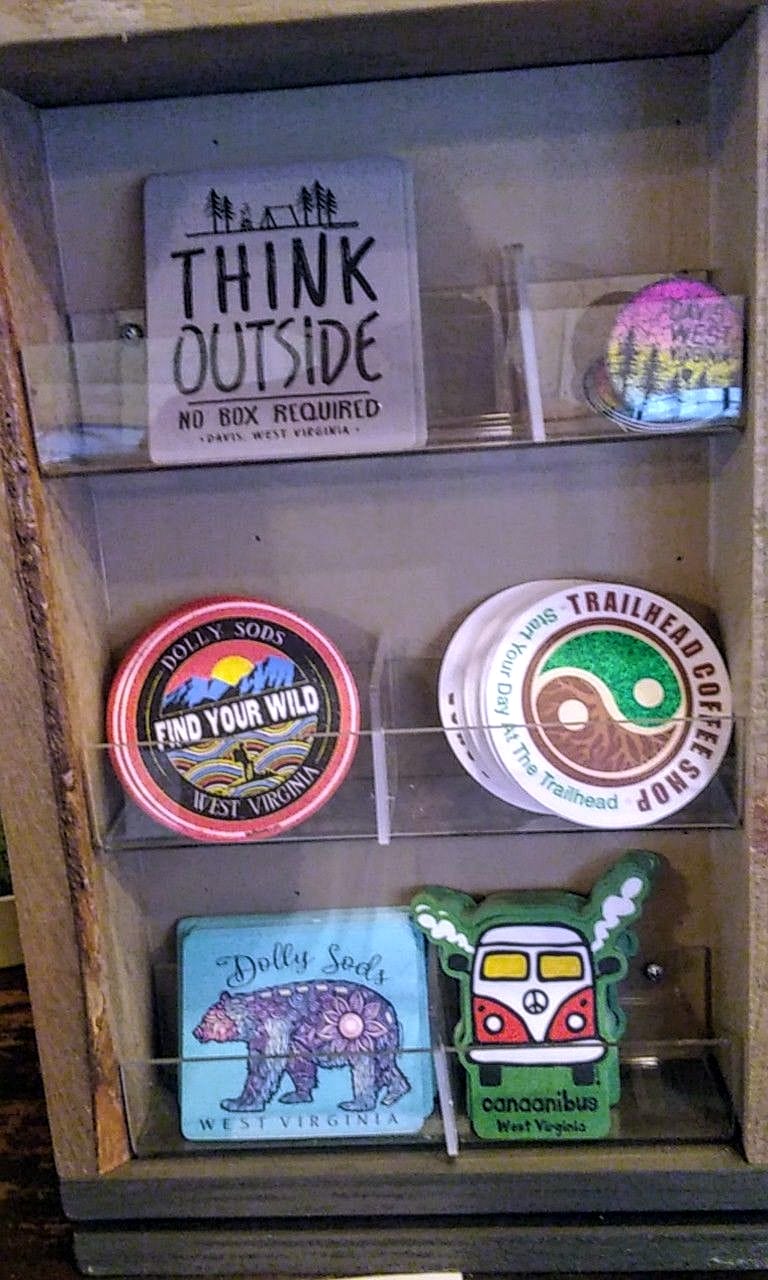 THINK
OUTSIDE
NO BOX REQUIRED
· DAVIS, WEST VIRGINIA ·
DAVIS
WEST
VIRGINIA
DOLLY SODS
FIND YOUR WILD
WEST VIRGINIA
TRAILHEAD COFFEE SHOP
Start Your Day At The Trailhead
Dolly Sods
WEST VIRGINIA
canaanibus
West Virginia